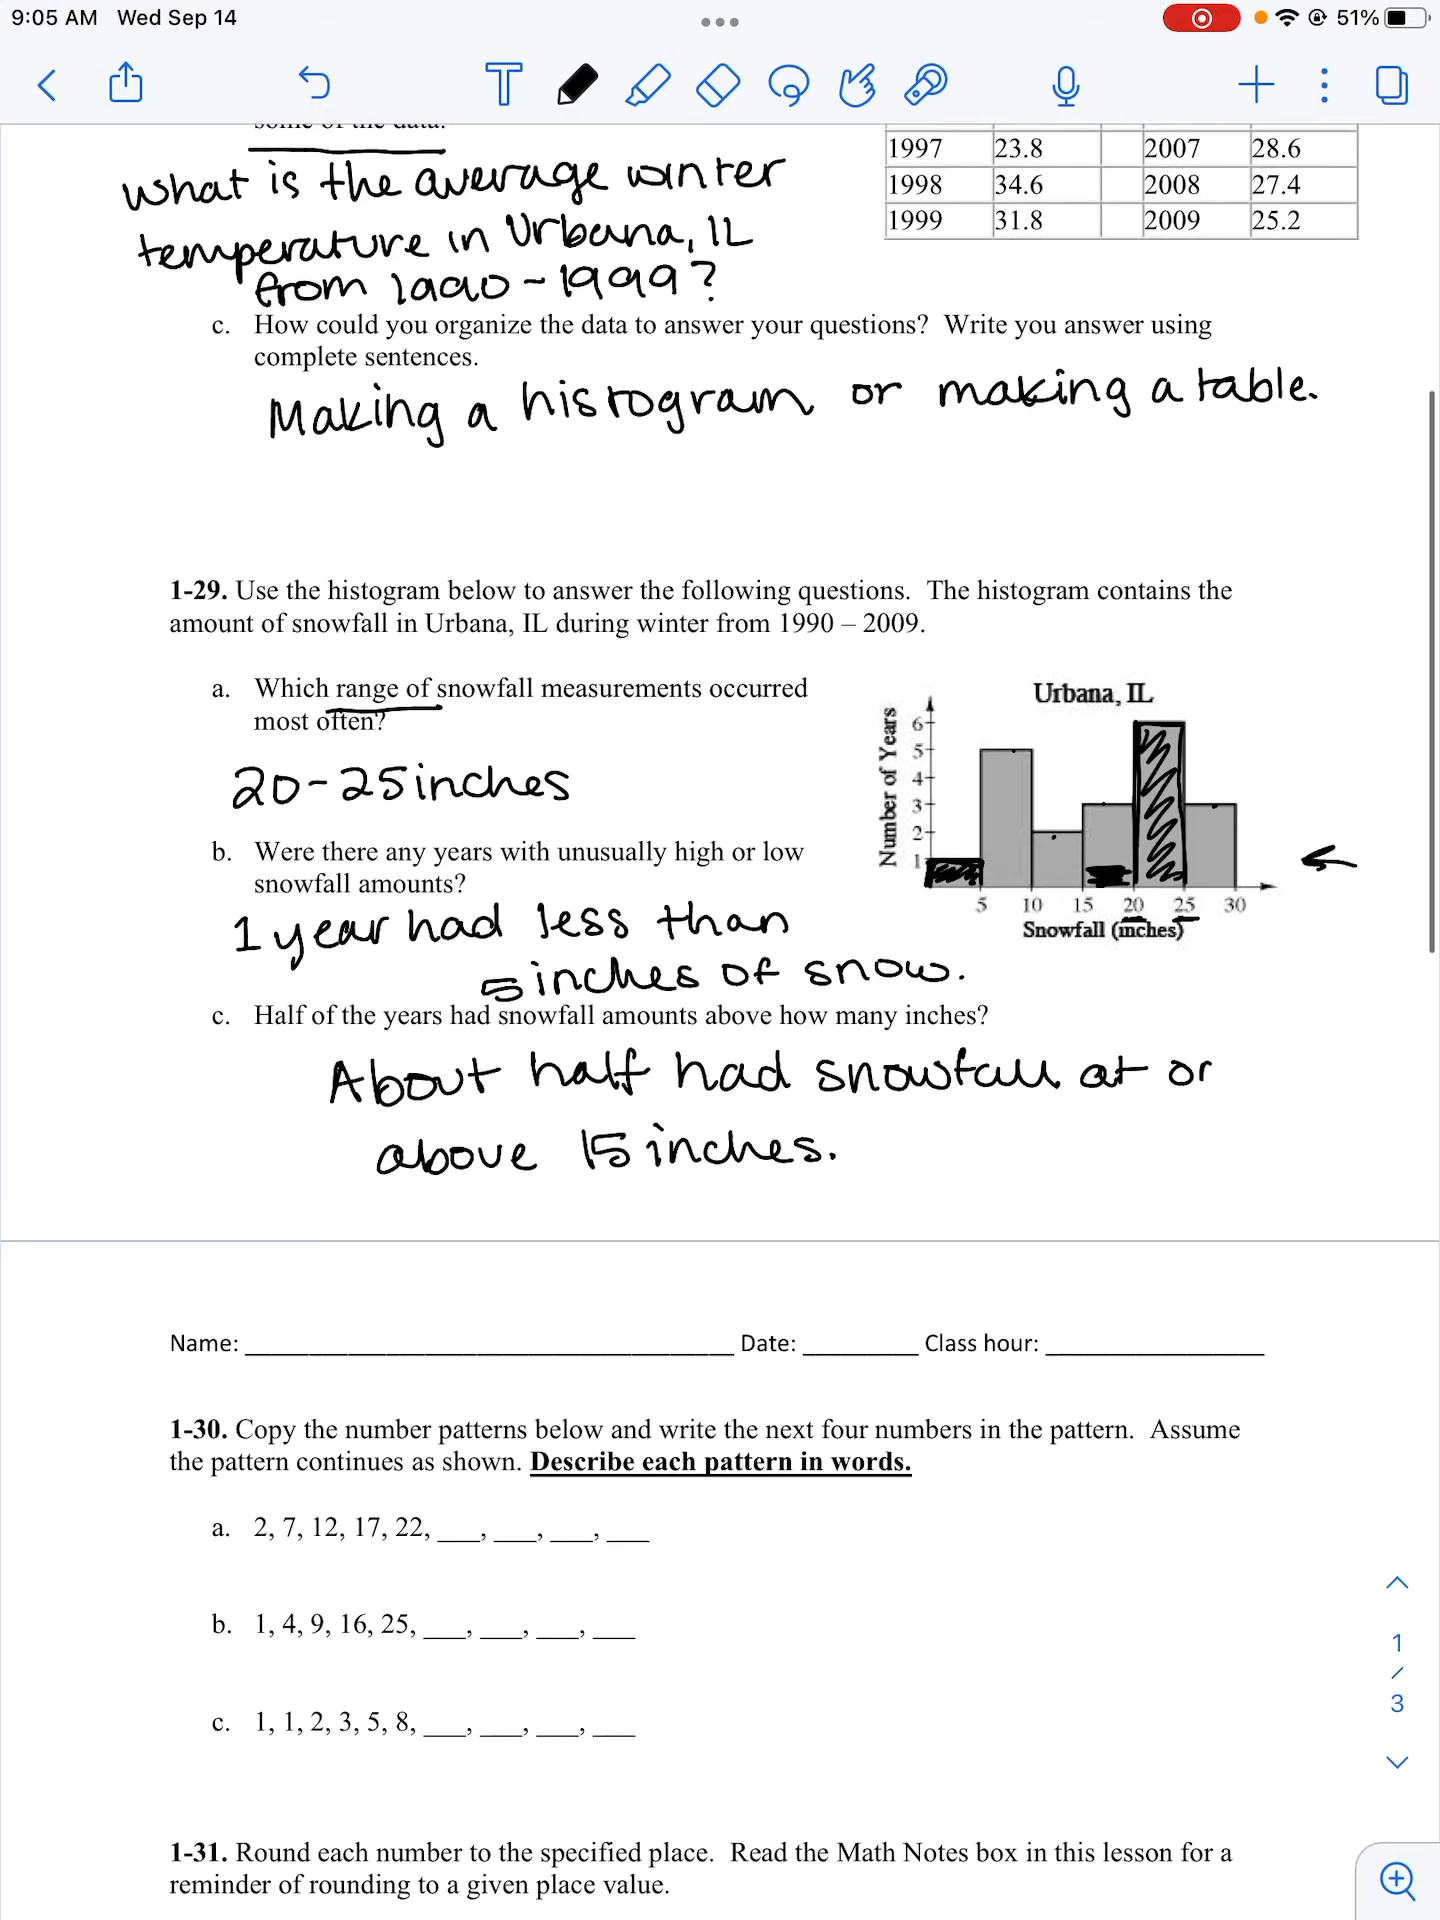 9:05 AM Wed Sep 14
51%
some of the data.
1997 23.8 2007 28.6
1998 34.6 2008 27.4
1999 31.8 2009 25.2
What is the average winter
temperature in Urbana, IL
from 1990-1999?
c. How could you organize the data to answer your questions? Write you answer using
complete sentences.
Making a histogram or making a table.
1-29. Use the histogram below to answer the following questions. The histogram contains the
amount of snowfall in Urbana, IL during winter from 1990 – 2009.
a. Which range of snowfall measurements occurred
most often?
20-25 inches
b. Were there any years with unusually high or low
snowfall amounts?
1 year had less than
5 inches of snow.
Urbana, IL
Number of Years
6
5
4
3
2
1
5 10 15 20 25 30
Snowfall (inches)
c. Half of the years had snowfall amounts above how many inches?
About half had snowfall at or
above 15 inches.
Name: ____ Date: ____ Class hour: ____
1-30. Copy the number patterns below and write the next four numbers in the pattern. Assume
the pattern continues as shown. Describe each pattern in words.
a. 2, 7, 12, 17, 22, ___, ___, ___, ___
b. 1, 4, 9, 16, 25, ___, ___, ___, ___
c. 1, 1, 2, 3, 5, 8, ___, ___, ___, ___
1
/
3
1-31. Round each number to the specified place. Read the Math Notes box in this lesson for a
reminder of rounding to a given place value.